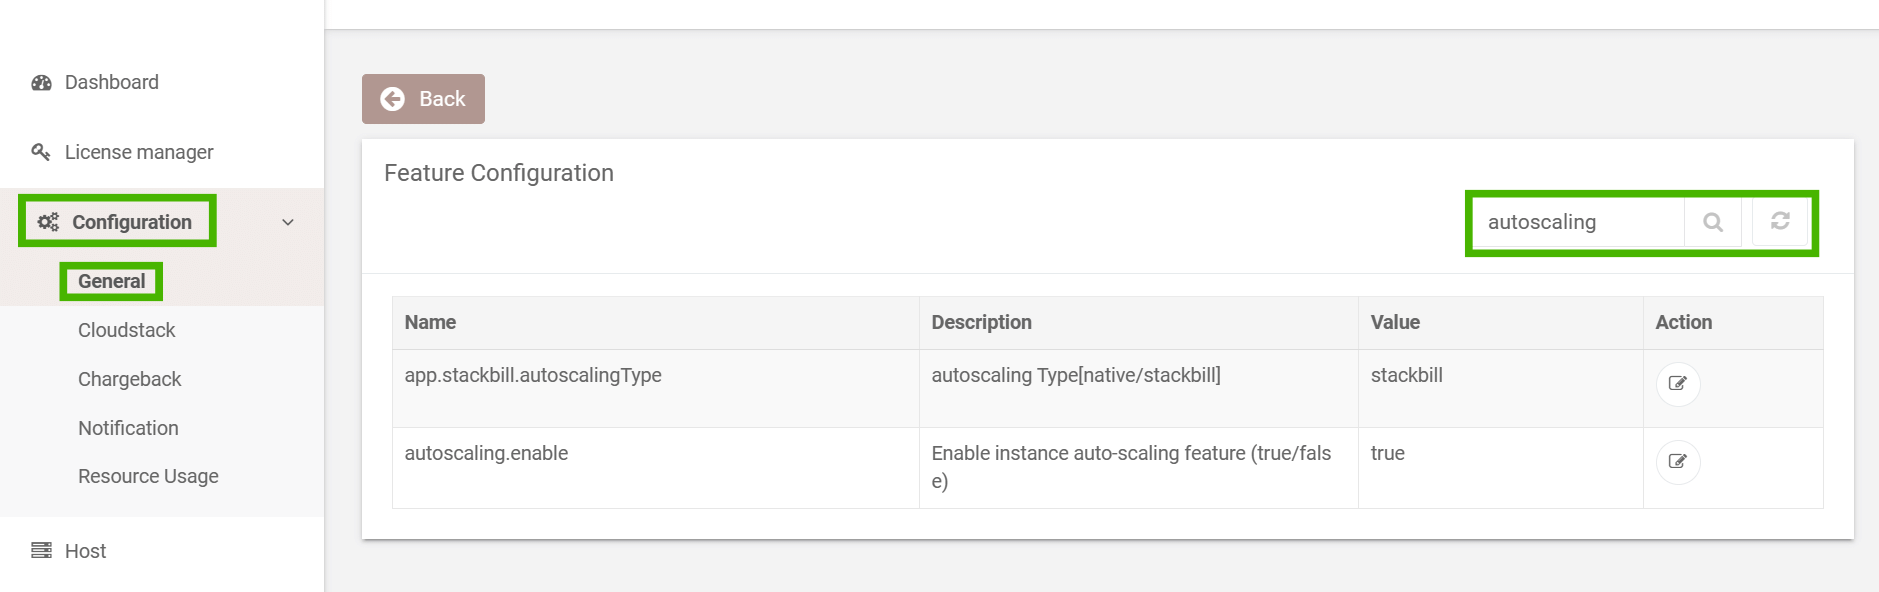 Dashboard
License manager
Configuration
General
Cloudstack
Chargeback
Notification
Resource Usage
Host
Back
Feature Configuration
autoscaling
Name Description Value Action
app.stackbill.autoscalingType autoscaling Type[native/stackbill] stackbill
autoscaling.enable Enable instance auto-scaling feature (true/fals true
e)